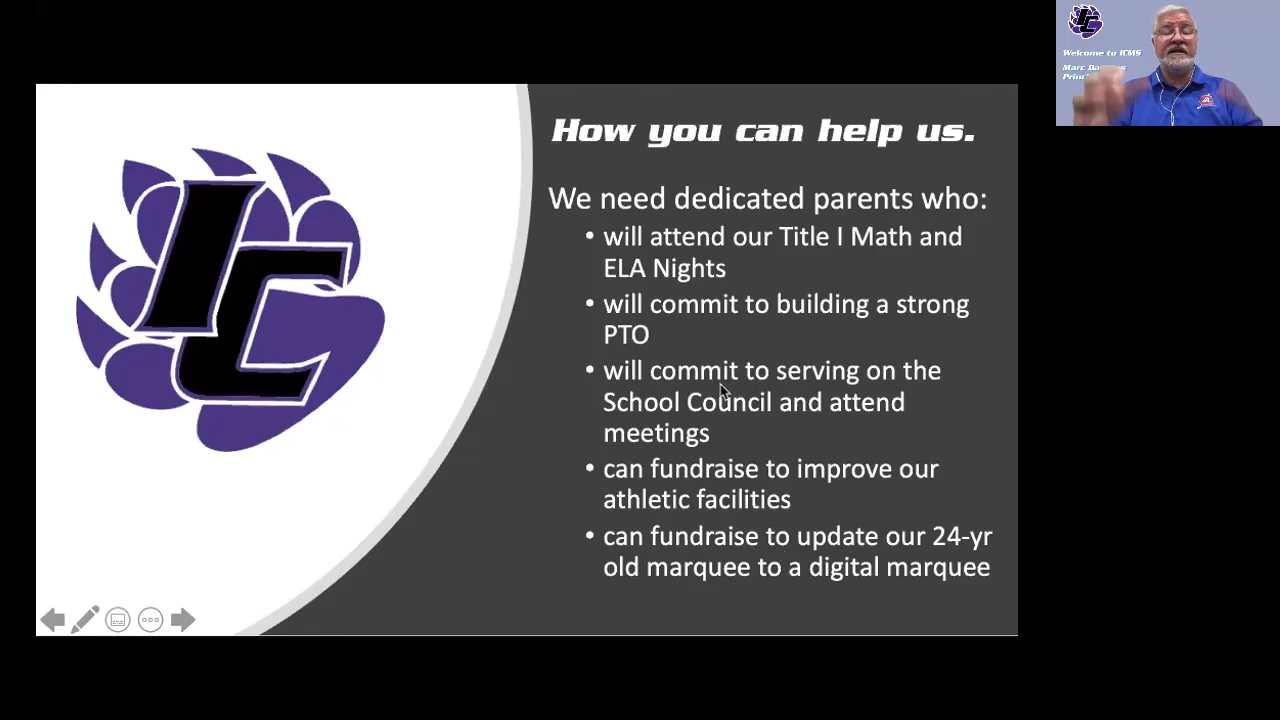 How you can help us.
We need dedicated parents who:
• will attend our Title I Math and
ELA Nights
• will commit to building a strong
PTO
• will commit to serving on the
School Council and attend
meetings
• can fundraise to improve our
athletic facilities
• can fundraise to update our 24-yr
old marquee to a digital marquee
IC
IC
Welcome to ICMS
Marc